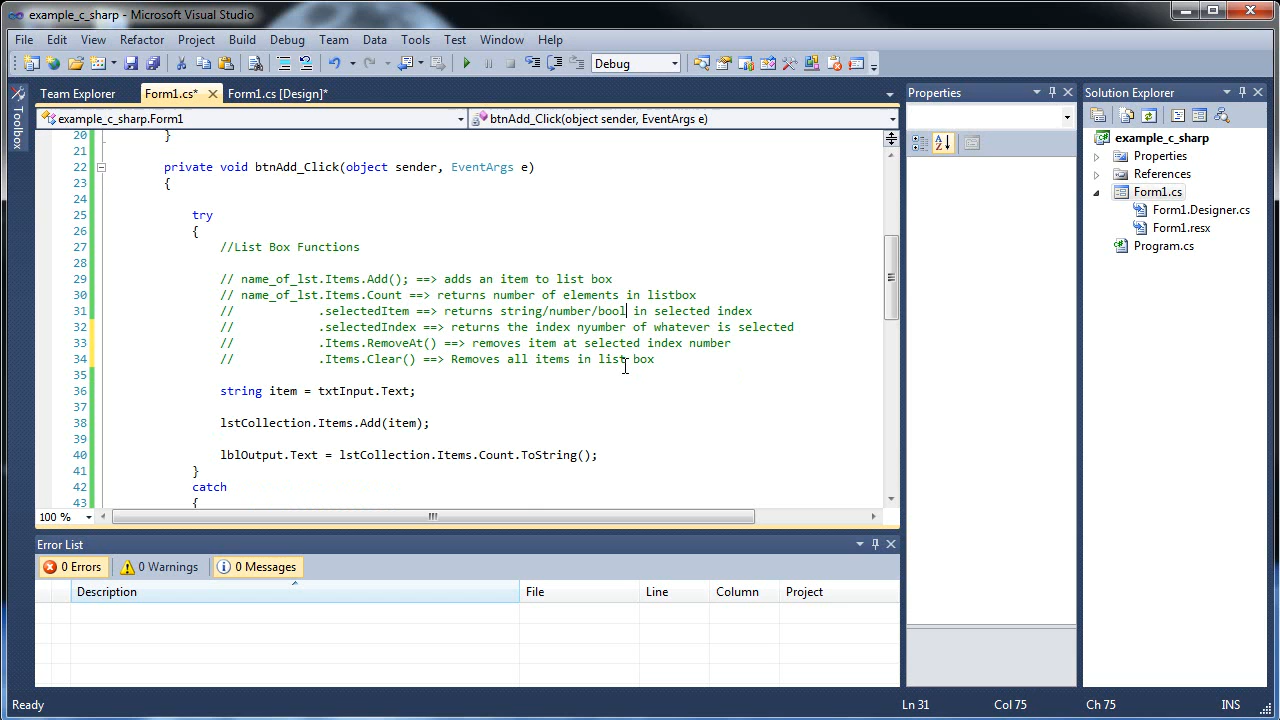 example_c_sharp - Microsoft Visual Studio
File Edit View Refactor Project Build Debug Team Data Tools Test Window Help
Debug
Team Explorer Form1.cs* Form1.cs [Design]*
Toolbox
example_c_sharp.Form1 btnAdd_Click(object sender, EventArgs e)
20 }
21
22 private void btnAdd_Click(object sender, EventArgs e)
23 {
24
25 try
26 {
27 //List Box Functions
28
29 // name_of_lst.Items.Add(); ==> adds an item to list box
30 // name_of_lst.Items.Count ==> returns number of elements in listbox
31 // .selectedItem ==> returns string/number/bool in selected index
32 // .selectedIndex ==> returns the index nyumber of whatever is selected
33 // .Items.RemoveAt() ==> removes item at selected index number
34 // .Items.Clear() ==> Removes all items in list box
35
36 string item = txtInput.Text;
37
38 lstCollection.Items.Add(item);
39
40 lblOutput.Text = lstCollection.Items.Count.ToString();
41 }
42 catch
43 {
100 %
Error List
0 Errors 0 Warnings 0 Messages
Description File Line Column Project
Properties
Solution Explorer
example_c_sharp
Properties
References
Form1.cs
Form1.Designer.cs
Form1.resx
Program.cs
Ready Ln 31 Col 75 Ch 75 INS